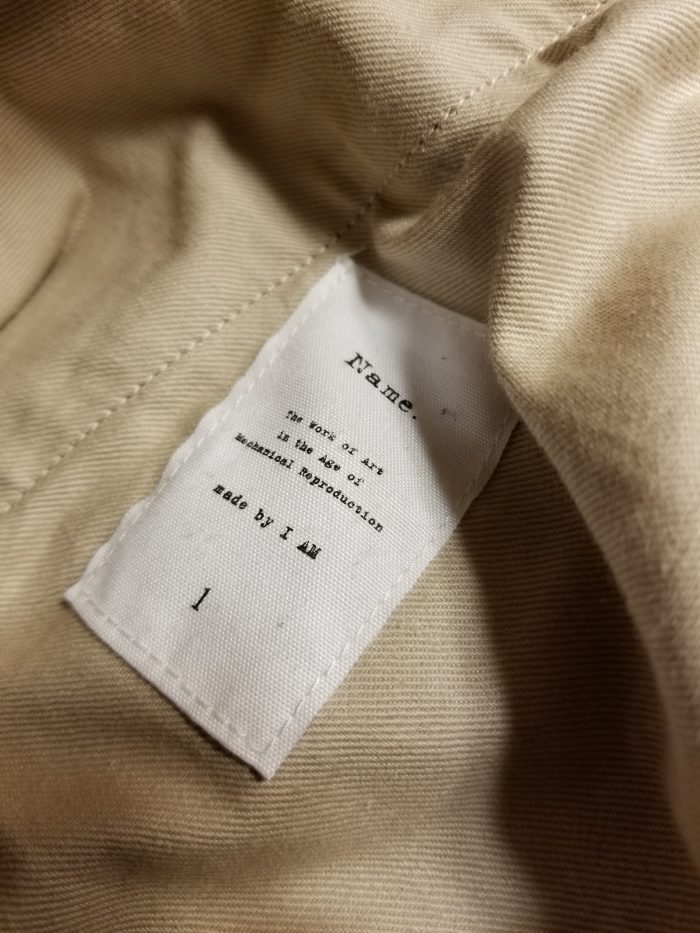 Name.
The Work of Art
in the Age of
Mechanical Reproduction
made by I AM
1